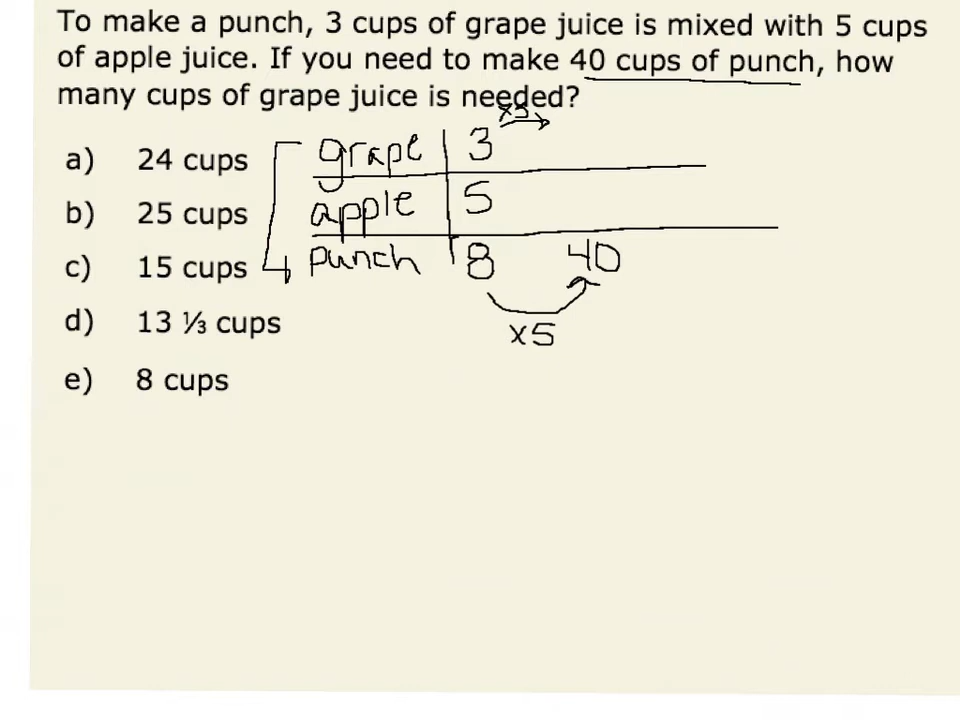 To make a punch, 3 cups of grape juice is mixed with 5 cups
of apple juice. If you need to make 40 cups of punch, how
many cups of grape juice is needed?
x5
a) 24 cups
grape 3
b) 25 cups
apple 5
c) 15 cups
punch 8 40
d) 13 ⅓ cups
x5
e) 8 cups